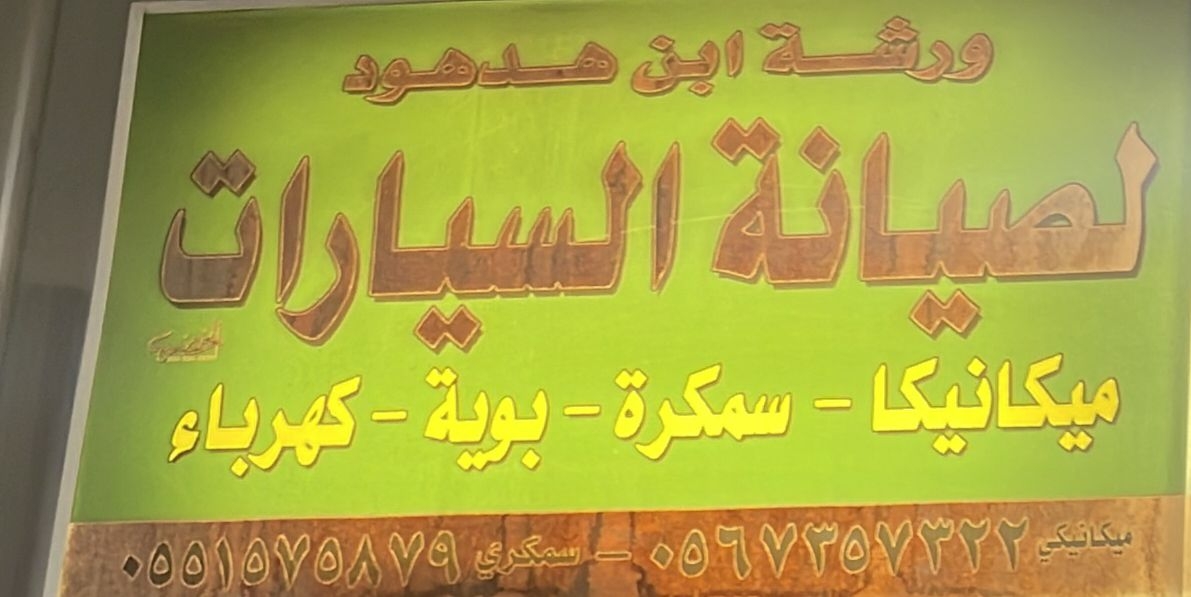 ورشة ابن هدهود
لصيانة السيارات
ميكانيكا - سمكرة - بوية - كهرباء
ميكانيكي ٠٥٦٧٣٥٧٣٢٢ - سمكري ٠٥٥١٥٧٥٨٧٩